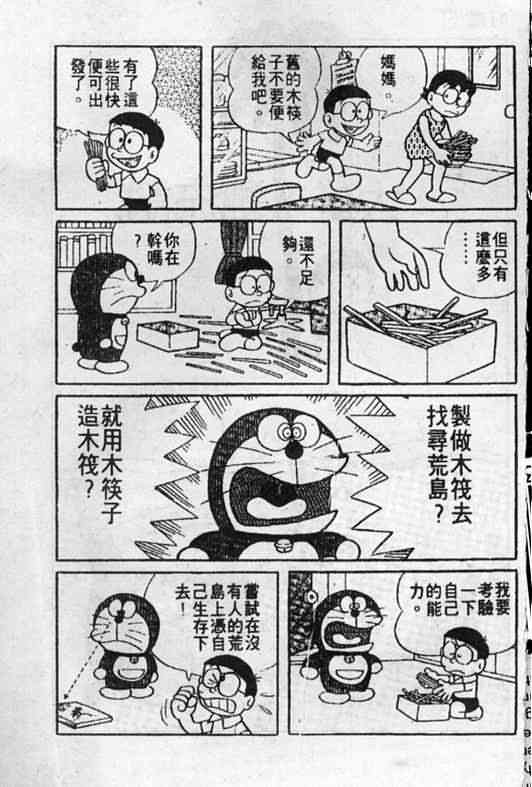 媽媽。
舊的木筷
子不要便
給我吧。
有了這
些很快
便可出
發了。
但只有
這麼多
……
還不足
夠。
你在
幹嗎
?
製做木筏去
找尋荒島?
就用木筷子
造木筏?
我要
考驗
一下
自己
的能
力。
嘗試在沒
有人的荒
島上憑自
己生存下
去!